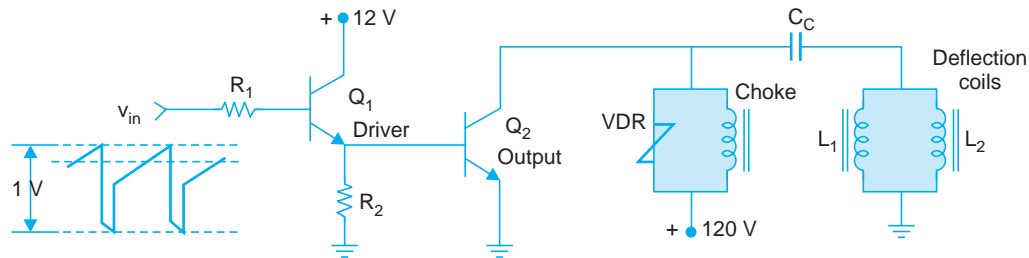 + 12 V
C_C
Deflection
coils
R_1
Q_1
Choke
v_in
Driver
Q_2
VDR
L_1
L_2
Output
1 V
R_2
+ 120 V